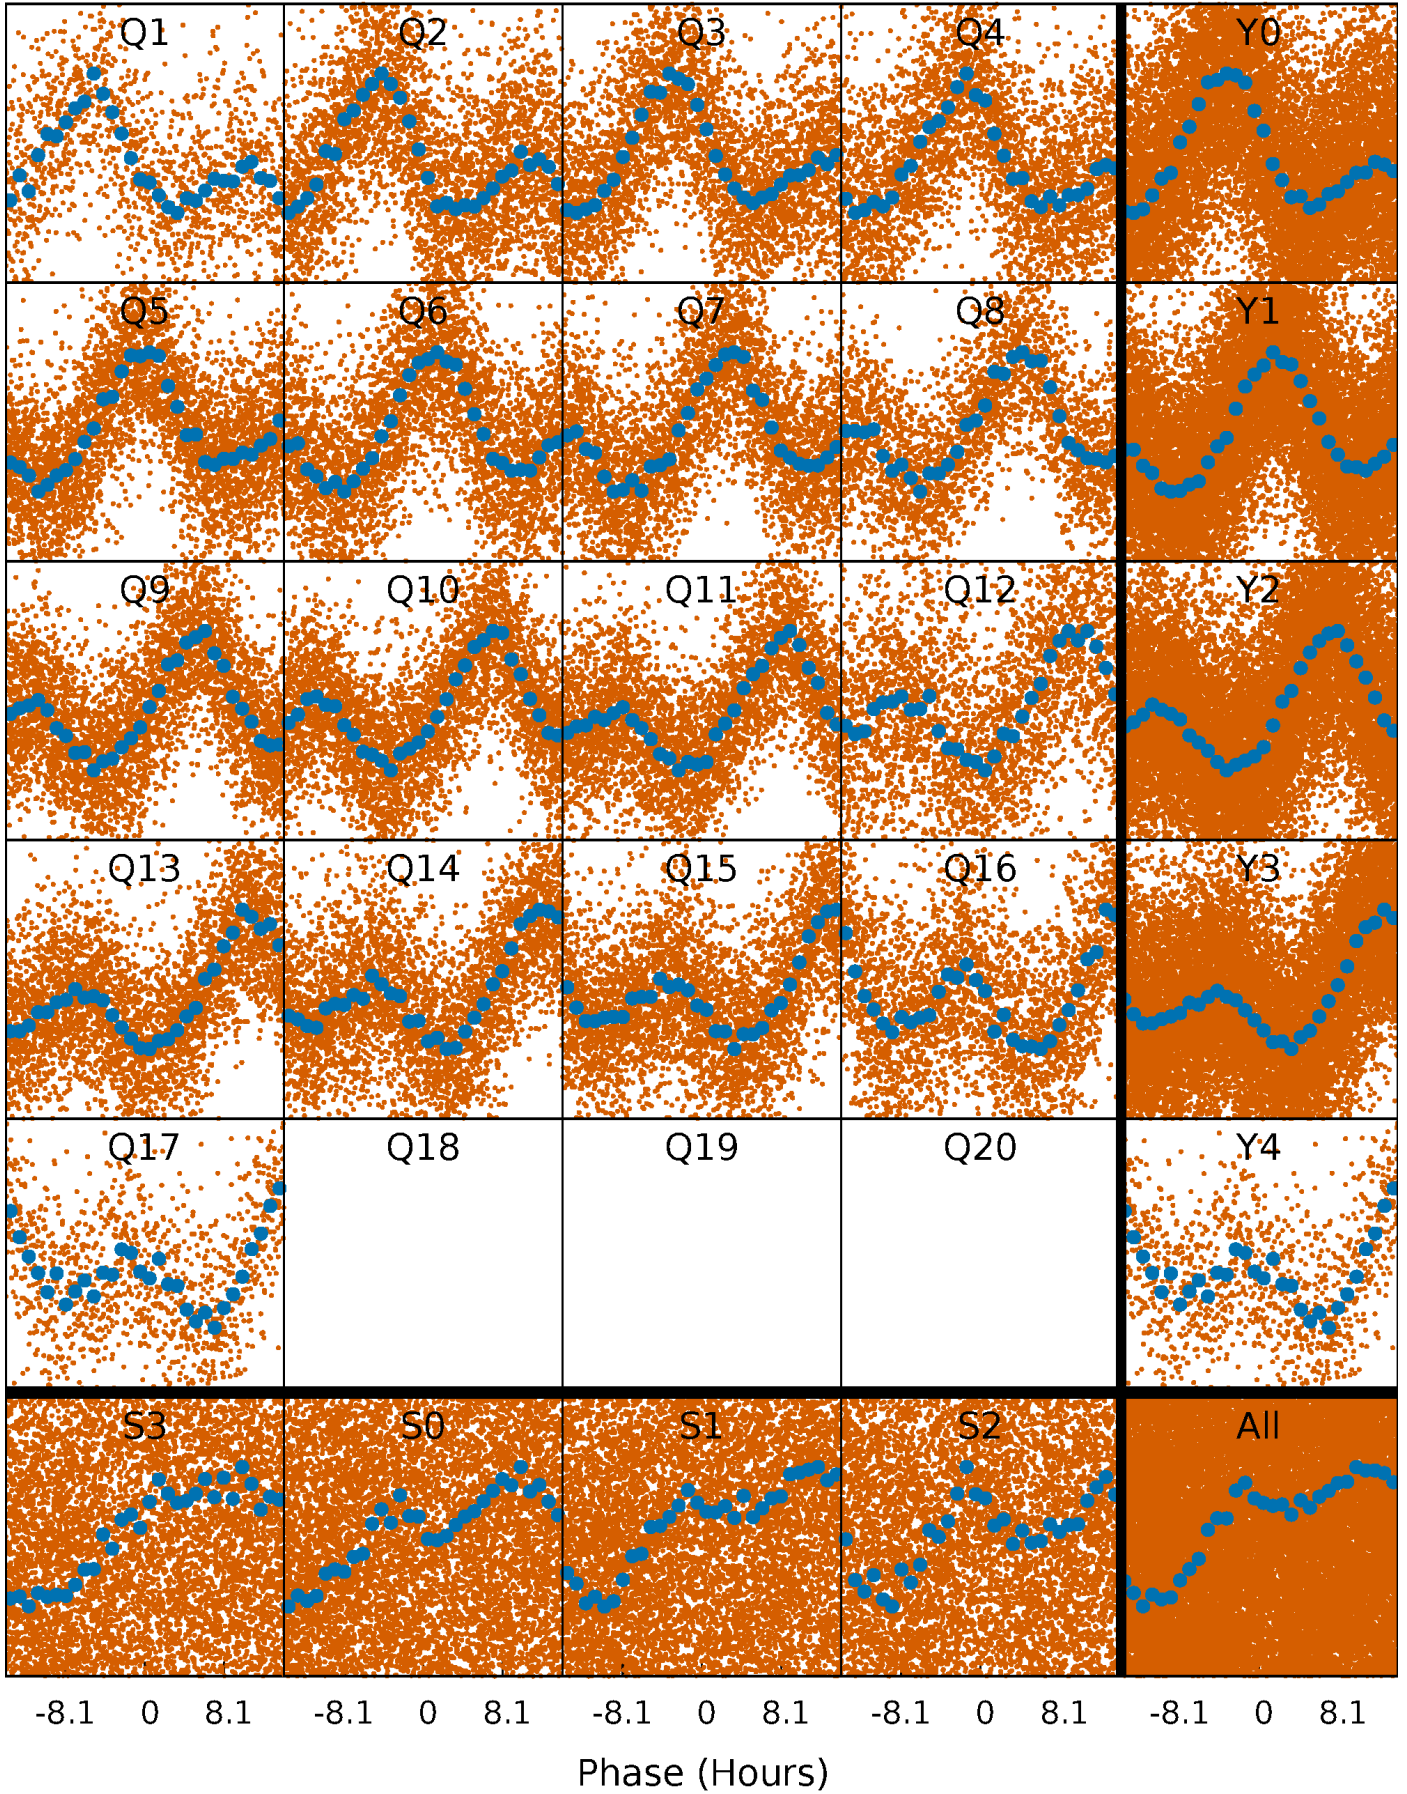 Q1 Q2 Q3 Q4 Y0
Q5 Q6 Q7 Q8 Y1
Q9 Q10 Q11 Q12 Y2
Q13 Q14 Q15 Q16 Y3
Q17 Q18 Q19 Q20 Y4
S3 S0 S1 S2 All
-8.1 0 8.1 -8.1 0 8.1 -8.1 0 8.1 -8.1 0 8.1 -8.1 0 8.1
Phase (Hours)